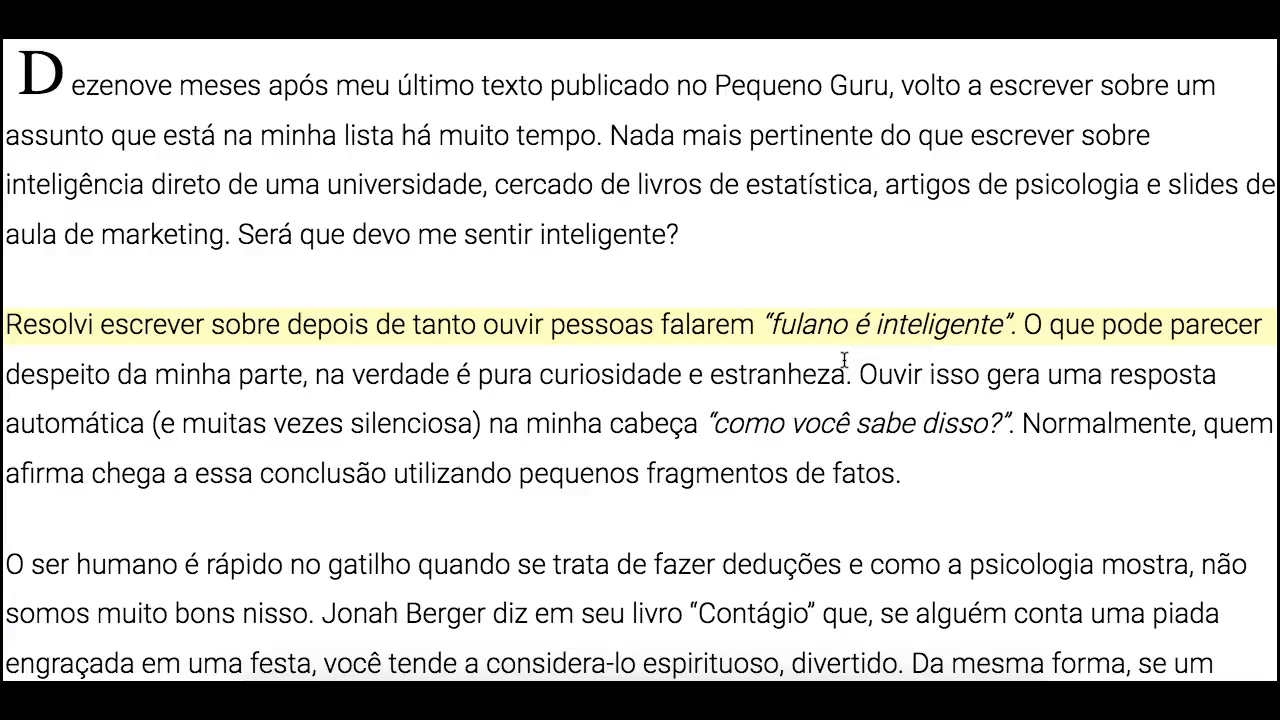 Dezenove meses após meu último texto publicado no Pequeno Guru, volto a escrever sobre um
assunto que está na minha lista há muito tempo. Nada mais pertinente do que escrever sobre
inteligência direto de uma universidade, cercado de livros de estatística, artigos de psicologia e slides de
aula de marketing. Será que devo me sentir inteligente?
Resolvi escrever sobre depois de tanto ouvir pessoas falarem “fulano é inteligente”. O que pode parecer
despeito da minha parte, na verdade é pura curiosidade e estranheza. Ouvir isso gera uma resposta
automática (e muitas vezes silenciosa) na minha cabeça “como você sabe disso?”. Normalmente, quem
afirma chega a essa conclusão utilizando pequenos fragmentos de fatos.
O ser humano é rápido no gatilho quando se trata de fazer deduções e como a psicologia mostra, não
somos muito bons nisso. Jonah Berger diz em seu livro “Contágio” que, se alguém conta uma piada
engraçada em uma festa, você tende a considera-lo espirituoso, divertido. Da mesma forma, se um